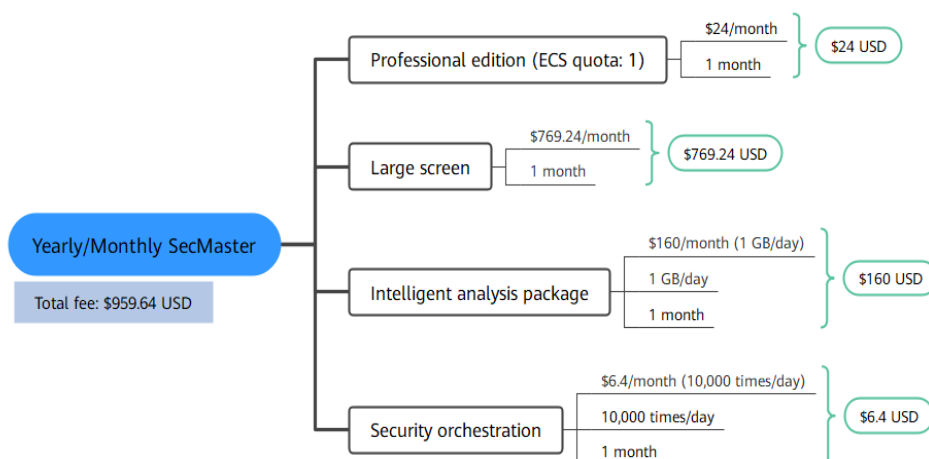 Yearly/Monthly SecMaster
Total fee: $959.64 USD
Professional edition (ECS quota: 1)
$24/month
1 month
$24 USD
Large screen
$769.24/month
1 month
$769.24 USD
Intelligent analysis package
$160/month (1 GB/day)
1 GB/day
1 month
$160 USD
Security orchestration
$6.4/month (10,000 times/day)
10,000 times/day
1 month
$6.4 USD